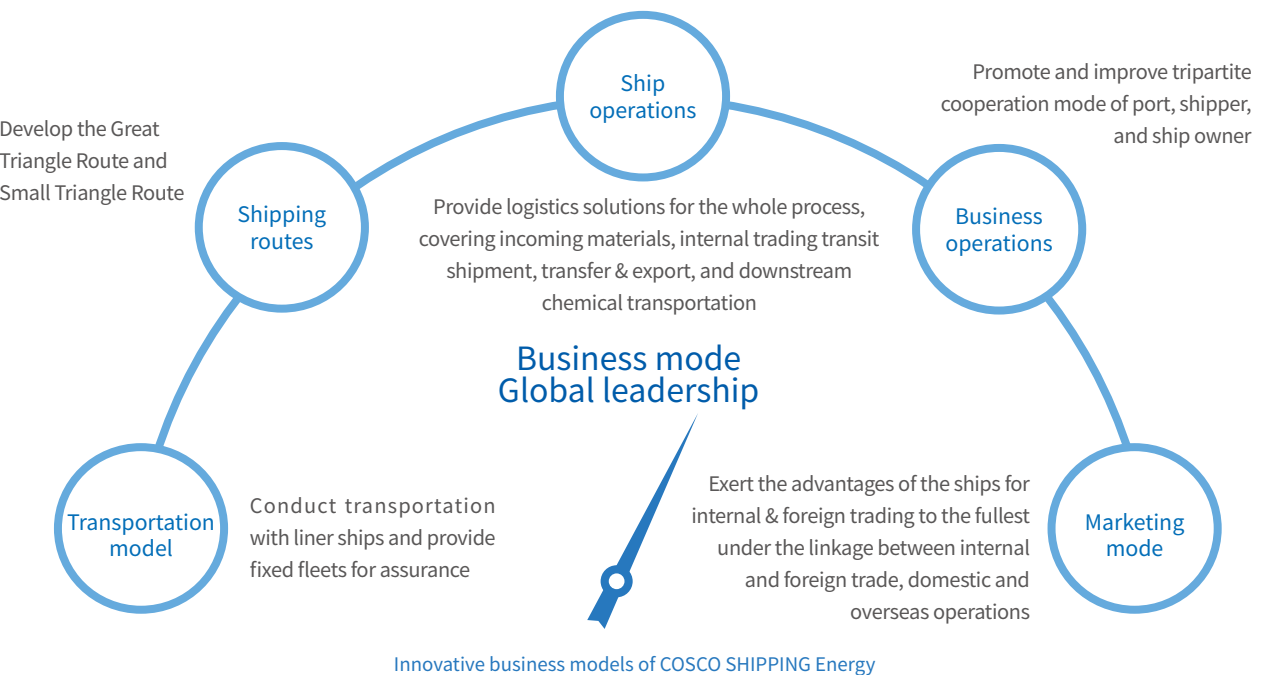 Ship
operations
Promote and improve tripartite
cooperation mode of port, shipper,
and ship owner
Develop the Great
Triangle Route and
Small Triangle Route
Shipping
routes
Provide logistics solutions for the whole process,
covering incoming materials, internal trading transit
shipment, transfer & export, and downstream
chemical transportation
Business
operations
Business mode
Global leadership
Transportation
model
Conduct transportation
with liner ships and provide
fixed fleets for assurance
Exert the advantages of the ships for
internal & foreign trading to the fullest
under the linkage between internal
and foreign trade, domestic and
overseas operations
Marketing
mode
Innovative business models of COSCO SHIPPING Energy